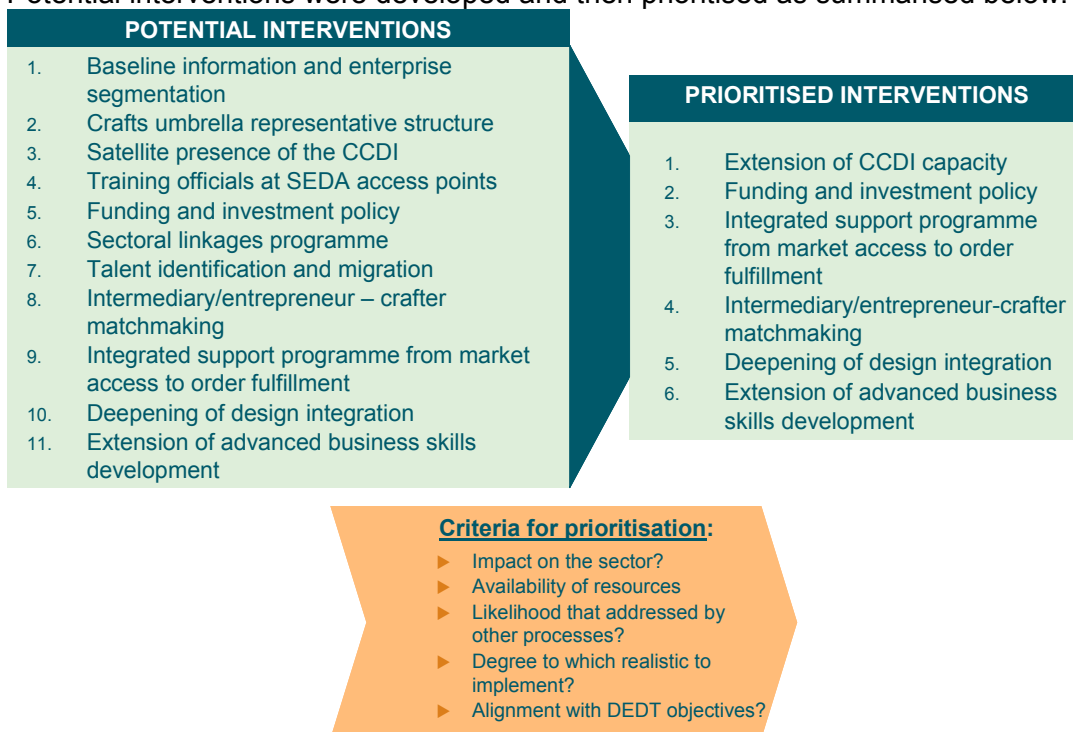 Potential interventions were developed and then prioritised as summarised below.
POTENTIAL INTERVENTIONS
1. Baseline information and enterprise
segmentation
2. Crafts umbrella representative structure
3. Satellite presence of the CCDI
4. Training officials at SEDA access points
5. Funding and investment policy
6. Sectoral linkages programme
7. Talent identification and migration
8. Intermediary/entrepreneur – crafter
matchmaking
9. Integrated support programme from market
access to order fulfillment
10. Deepening of design integration
11. Extension of advanced business skills
development
PRIORITISED INTERVENTIONS
1. Extension of CCDI capacity
2. Funding and investment policy
3. Integrated support programme
from market access to order
fulfillment
4. Intermediary/entrepreneur-crafter
matchmaking
5. Deepening of design integration
6. Extension of advanced business
skills development
Criteria for prioritisation:
► Impact on the sector?
► Availability of resources
► Likelihood that addressed by
other processes?
► Degree to which realistic to
implement?
► Alignment with DEDT objectives?